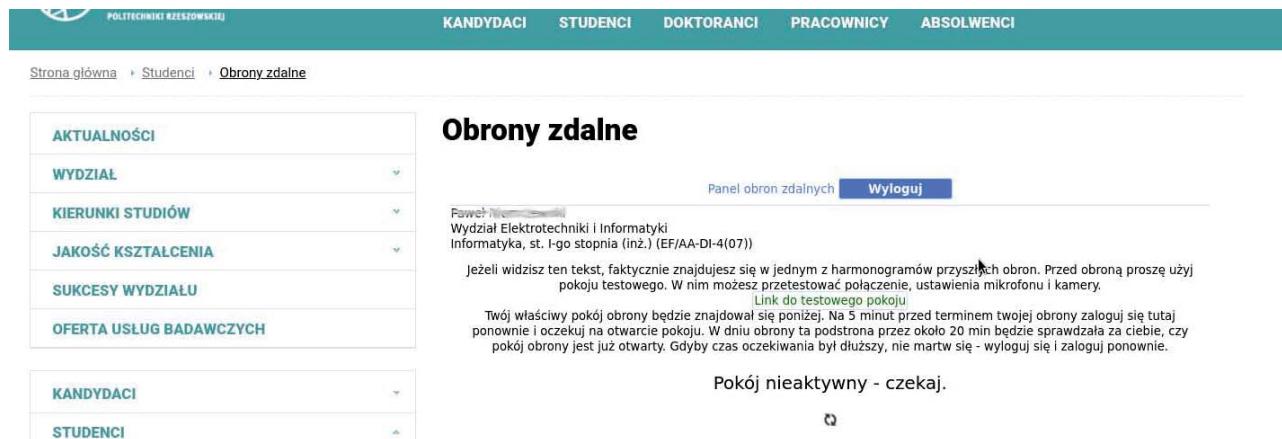 POLITECHNIKI RZESZOWSKIEJ
KANDYDACI STUDENCI DOKTORANCI PRACOWNICY ABSOLWENCI
Strona główna Studenci Obrony zdalne
AKTUALNOŚCI
WYDZIAŁ
KIERUNKI STUDIÓW
JAKOŚĆ KSZTAŁCENIA
SUKCESY WYDZIAŁU
OFERTA USŁUG BADAWCZYCH
KANDYDACI
STUDENCI
Obrony zdalne
Panel obron zdalnych Wyloguj
Paweł
Wydział Elektrotechniki i Informatyki
Informatyka, st. I-go stopnia (inż.) (EF/AA-DI-4(07))
Jeżeli widzisz ten tekst, faktycznie znajdujesz się w jednym z harmonogramów przyszłych obron. Przed obroną proszę użyj
pokoju testowego. W nim możesz przetestować połączenie, ustawienia mikrofonu i kamery.
Link do testowego pokoju
Twój właściwy pokój obrony będzie znajdował się poniżej. Na 5 minut przed terminem twojej obrony zaloguj się tutaj
ponownie i oczekuj na otwarcie pokoju. W dniu obrony ta podstrona przez około 20 min będzie sprawdzała za ciebie, czy
pokój obrony jest już otwarty. Gdyby czas oczekiwania był dłuższy, nie martw się - wyloguj się i zaloguj ponownie.
Pokój nieaktywny - czekaj.